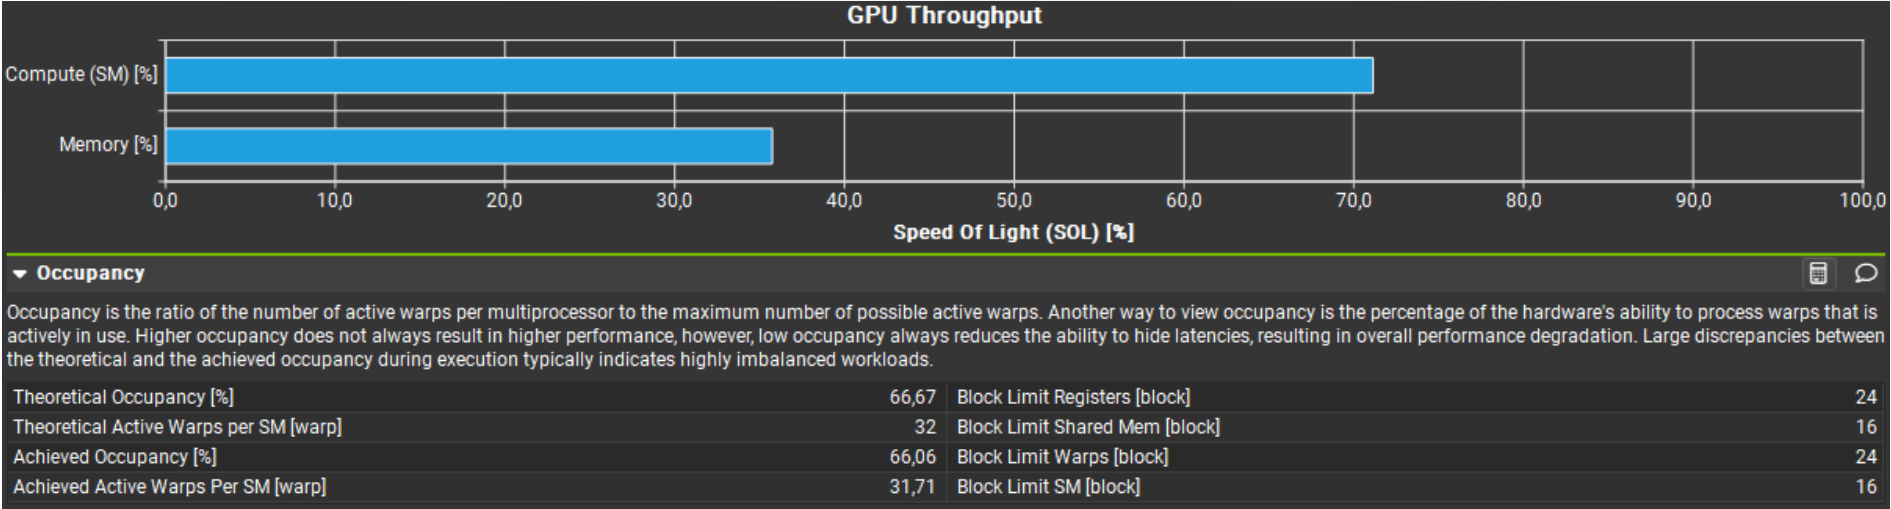 GPU Throughput
Compute (SM) [%]
Memory [%]
0,0 10,0 20,0 30,0 40,0 50,0 60,0 70,0 80,0 90,0 100,0
Speed Of Light (SOL) [%]
Occupancy
Occupancy is the ratio of the number of active warps per multiprocessor to the maximum number of possible active warps. Another way to view occupancy is the percentage of the hardware's ability to process warps that is
actively in use. Higher occupancy does not always result in higher performance, however, low occupancy always reduces the ability to hide latencies, resulting in overall performance degradation. Large discrepancies between
the theoretical and the achieved occupancy during execution typically indicates highly imbalanced workloads.
Theoretical Occupancy [%] 66,67 Block Limit Registers [block] 24
Theoretical Active Warps per SM [warp] 32 Block Limit Shared Mem [block] 16
Achieved Occupancy [%] 66,06 Block Limit Warps [block] 24
Achieved Active Warps Per SM [warp] 31,71 Block Limit SM [block] 16